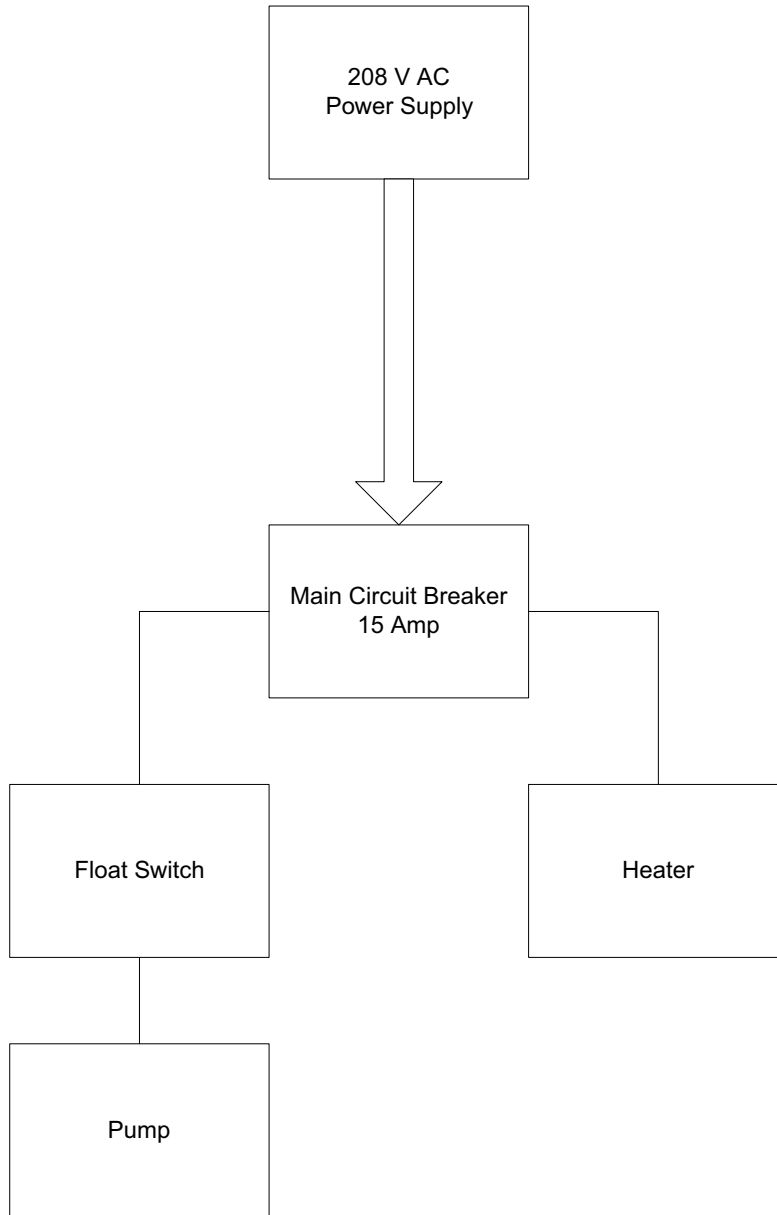 208 V AC
Power Supply
Main Circuit Breaker
15 Amp
Float Switch
Heater
Pump